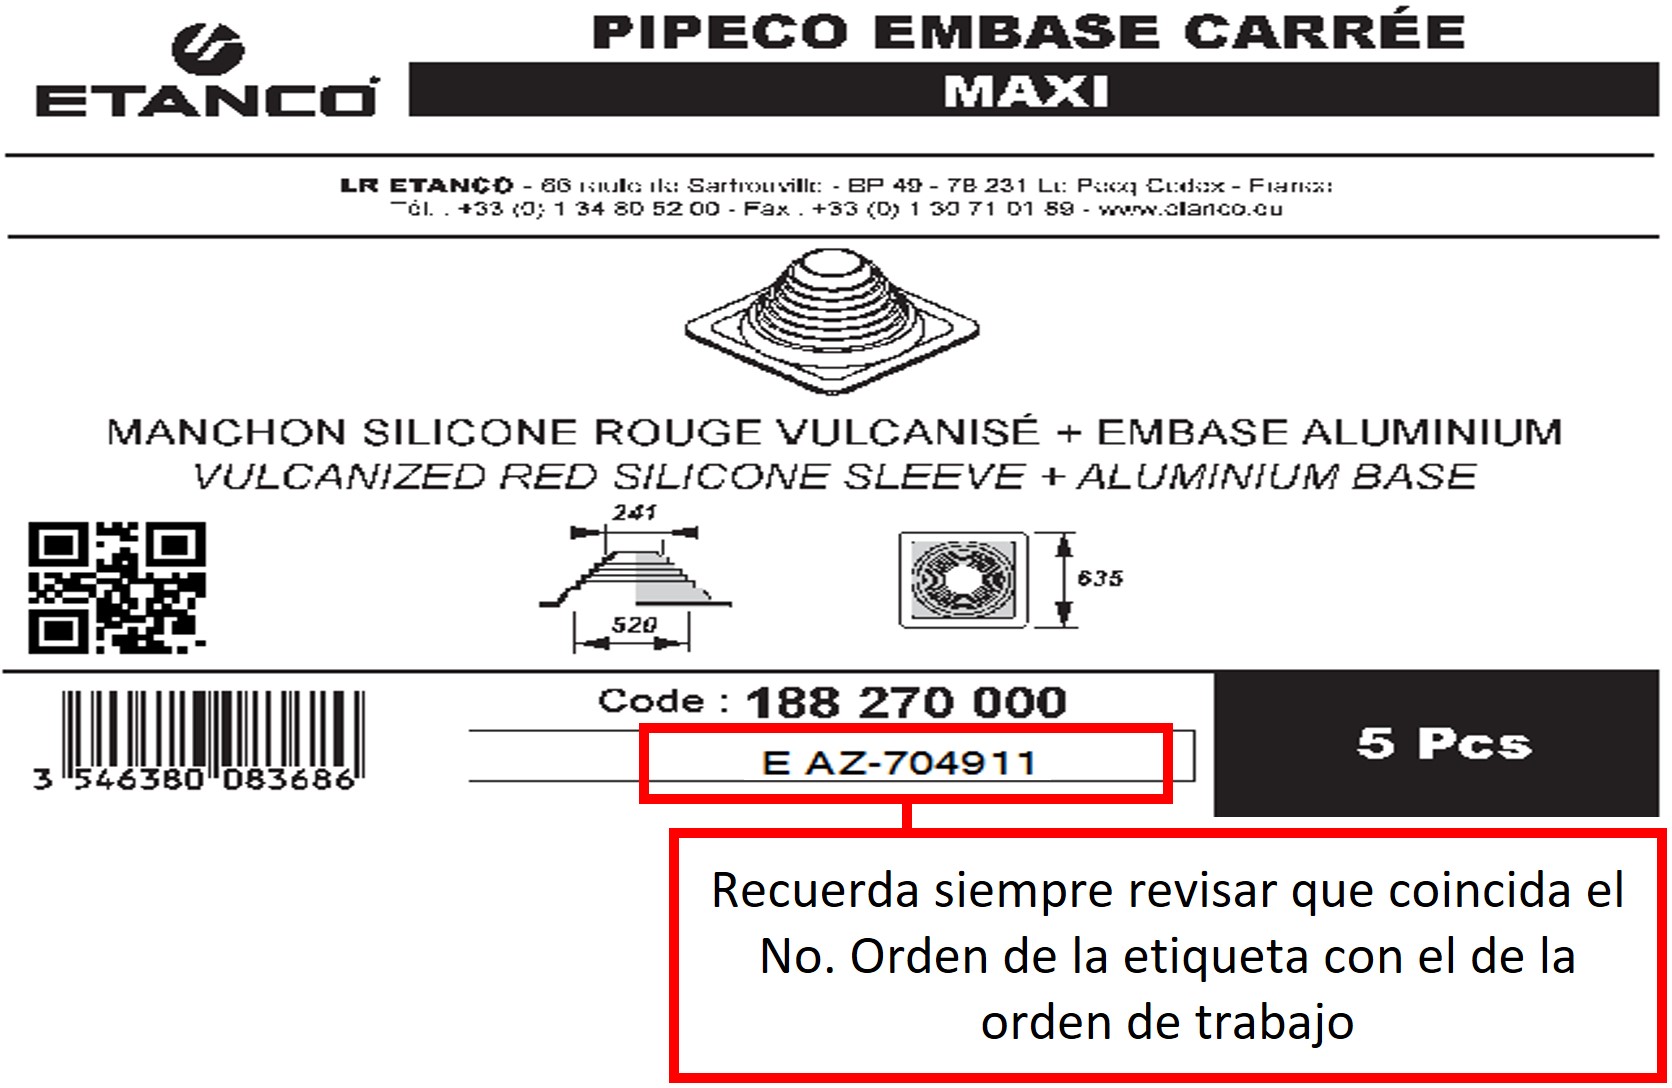 ETANCO
PIPECO EMBASE CARRÉE
MAXI
LR ETANCO - 66 route de Sartrouville - BP 49 - 78 231 Le Pecq Cedex - France
Tél. : +33 (0) 1 34 80 52 00 - Fax : +33 (0) 1 30 71 01 89 - www.etanco.eu
MANCHON SILICONE ROUGE VULCANISÉ + EMBASE ALUMINIUM
VULCANIZED RED SILICONE SLEEVE + ALUMINIUM BASE
241
520
635
Code : 188 270 000
E AZ-704911
5 Pcs
3 546380 083686
Recuerda siempre revisar que coincida el
No. Orden de la etiqueta con el de la
orden de trabajo